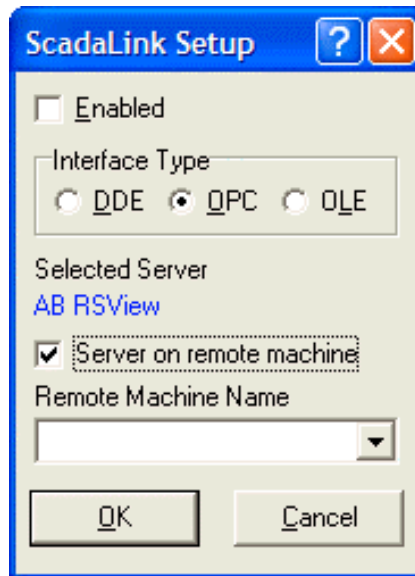 ScadaLink Setup ?
Enabled
Interface Type
DDE OPC OLE
Selected Server
AB RSView
Server on remote machine
Remote Machine Name
OK Cancel